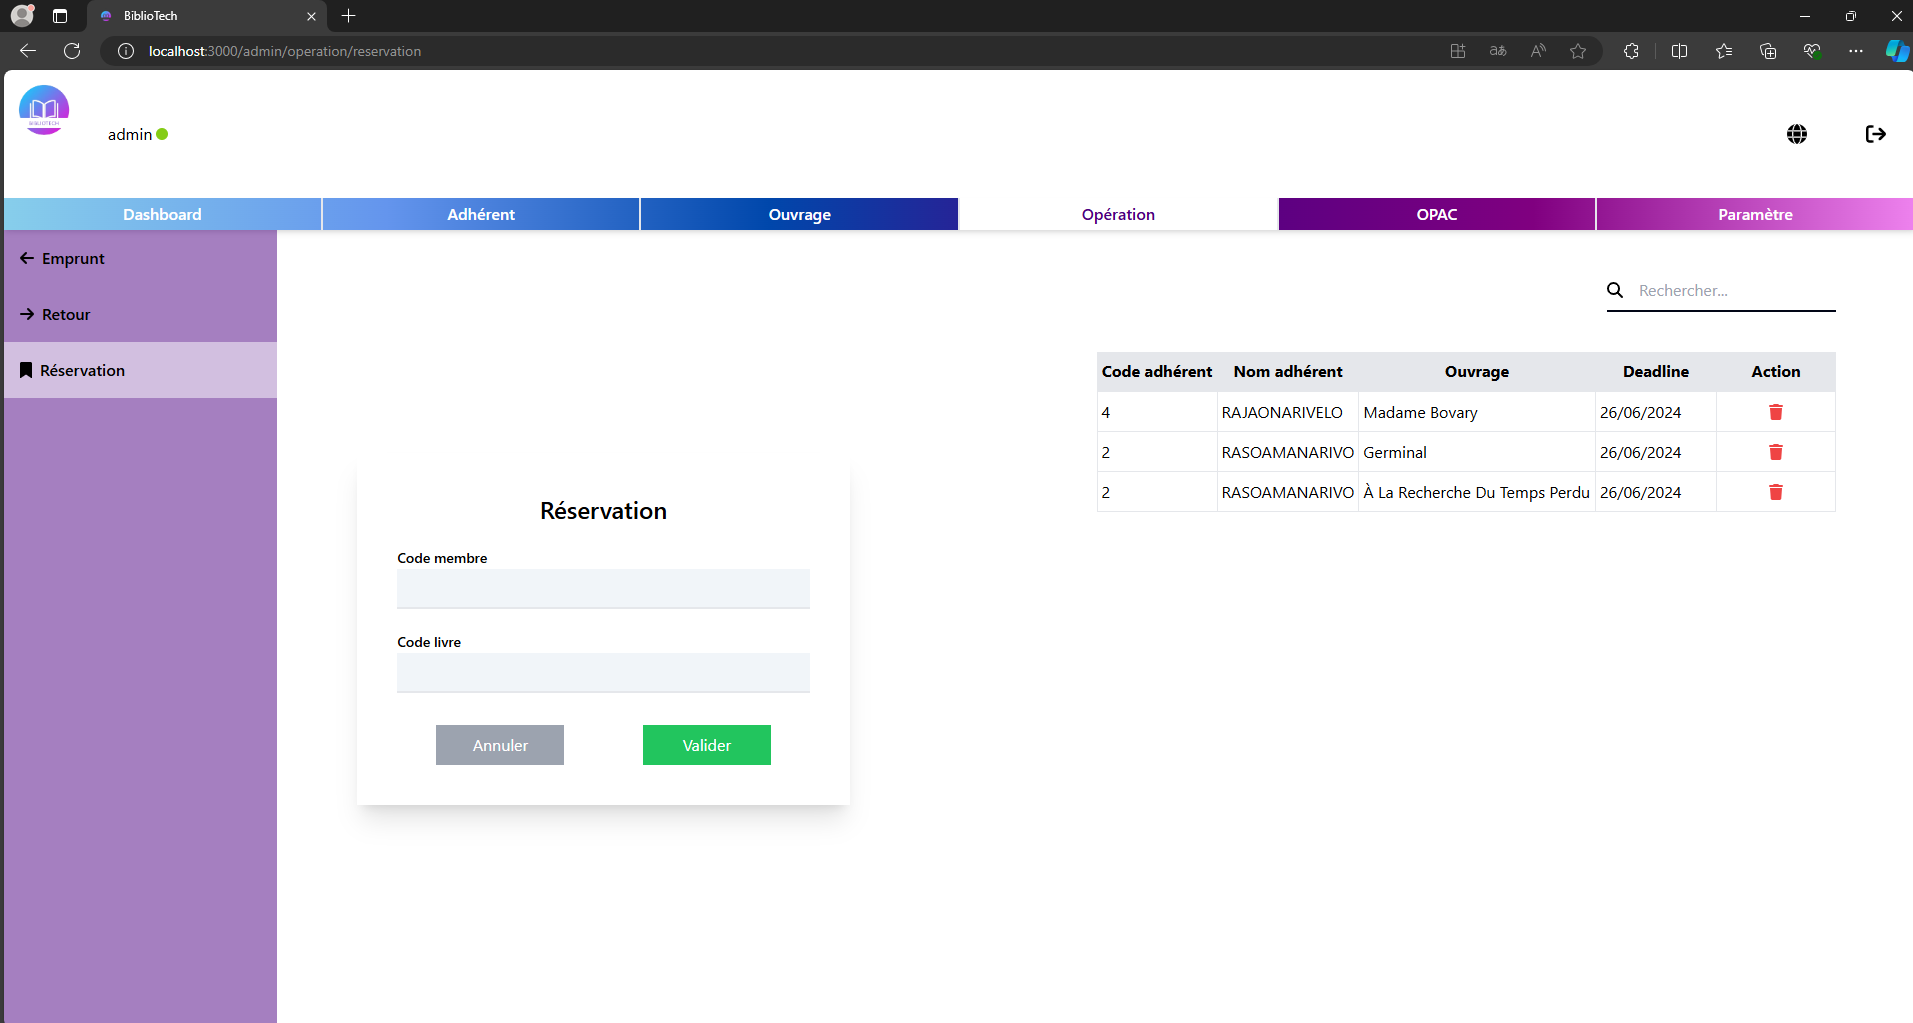 BiblioTech
localhost:3000/admin/operation/reservation
BIBLIOTECH
admin
Dashboard Adhérent Ouvrage Opération OPAC Paramètre
Emprunt
Retour
Réservation
Rechercher...
Code adhérent Nom adhérent Ouvrage Deadline Action
4 RAJAONARIVELO Madame Bovary 26/06/2024
2 RASOAMANARIVO Germinal 26/06/2024
2 RASOAMANARIVO À La Recherche Du Temps Perdu 26/06/2024
Réservation
Code membre
Code livre
Annuler Valider